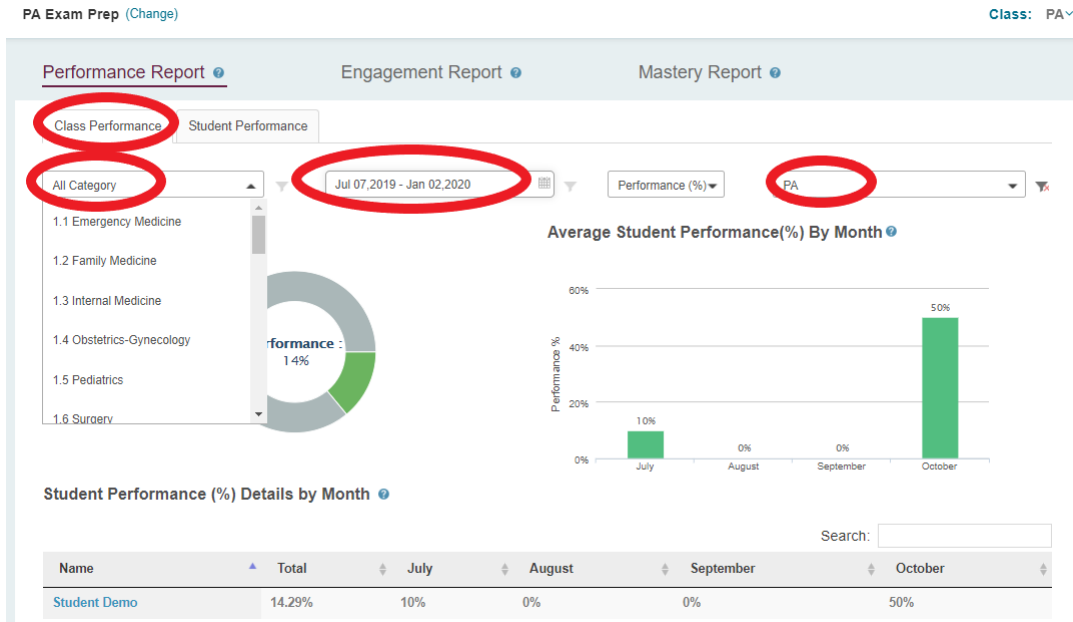 PA Exam Prep (Change) Class: PA
Performance Report ? Engagement Report ? Mastery Report ?
Class Performance Student Performance
All Category Jul 07,2019 - Jan 02,2020 Performance (%) PA
1.1 Emergency Medicine
1.2 Family Medicine
1.3 Internal Medicine
1.4 Obstetrics-Gynecology
1.5 Pediatrics
1.6 Surgery
rformance :
14%
Average Student Performance(%) By Month ?
Performance %
60%
40%
20%
0%
10% 0% 0% 50%
July August September October
Student Performance (%) Details by Month ?
Search:
Name Total July August September October
Student Demo 14.29% 10% 0% 0% 50%